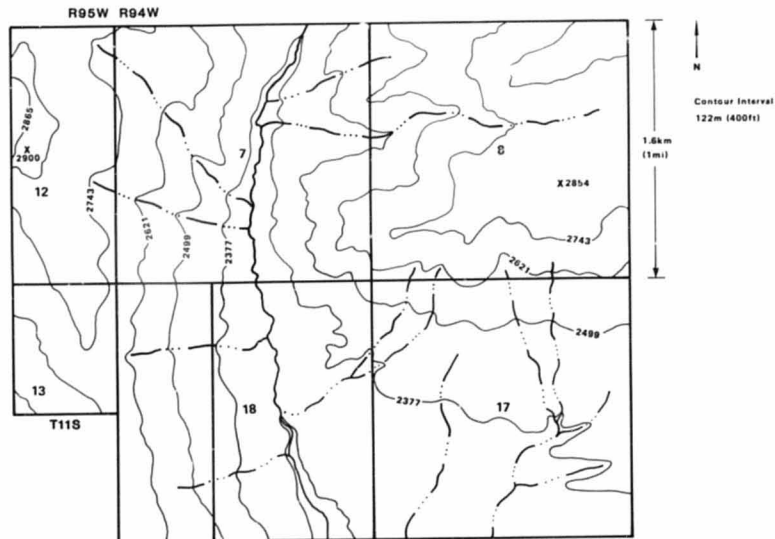 R95W R94W
N
Contour Interval
122m (400ft)
1.6km
(1mi)
2865
X
2900
12
7
8
X2854
2743
2743
2621
2499
2377
2621
2499
13
18
2377
17
T11S